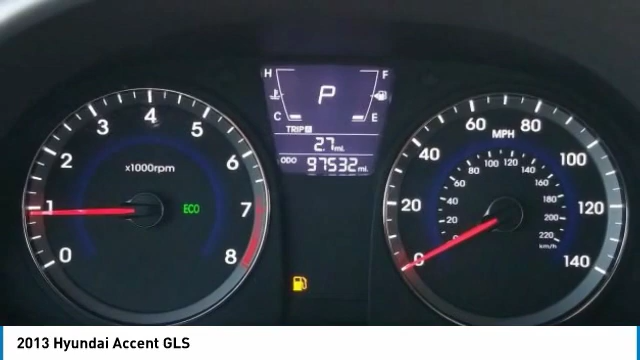 H F
P
C E
TRIP A
2.7 mi.
ODO 97532 mi.
0 1 2 3 4 5 6 7 8
x1000rpm
ECO
0 20 40 60 80 100 120 140
MPH
20 40 60 80 100 120 140 160 180 200 220
km/h
2013 Hyundai Accent GLS